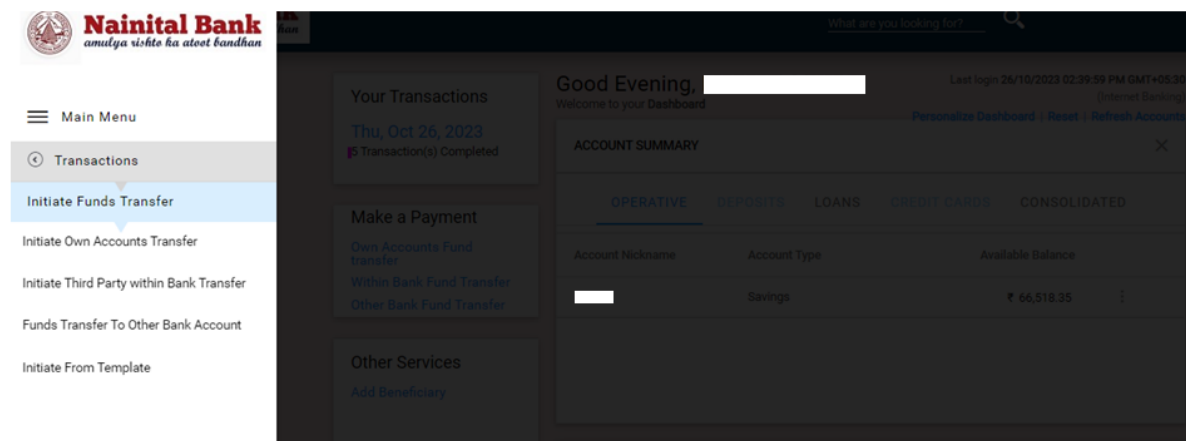 Nainital Bank
amulya rishto ka atoot bandhan
What are you looking for?
Main Menu
Transactions
Initiate Funds Transfer
Initiate Own Accounts Transfer
Initiate Third Party within Bank Transfer
Funds Transfer To Other Bank Account
Initiate From Template
Your Transactions
Thu, Oct 26, 2023
5 Transaction(s) Completed
Make a Payment
Own Accounts Fund
transfer
Within Bank Fund Transfer
Other Bank Fund Transfer
Other Services
Add Beneficiary
Good Evening,
Welcome to your Dashboard
Last login 26/10/2023 02:39:59 PM GMT+05:30
(Internet Banking)
Personalize Dashboard | Reset | Refresh Accounts
ACCOUNT SUMMARY
OPERATIVE DEPOSITS LOANS CREDIT CARDS CONSOLIDATED
Account Nickname Account Type Available Balance
Savings ₹ 66,518.35